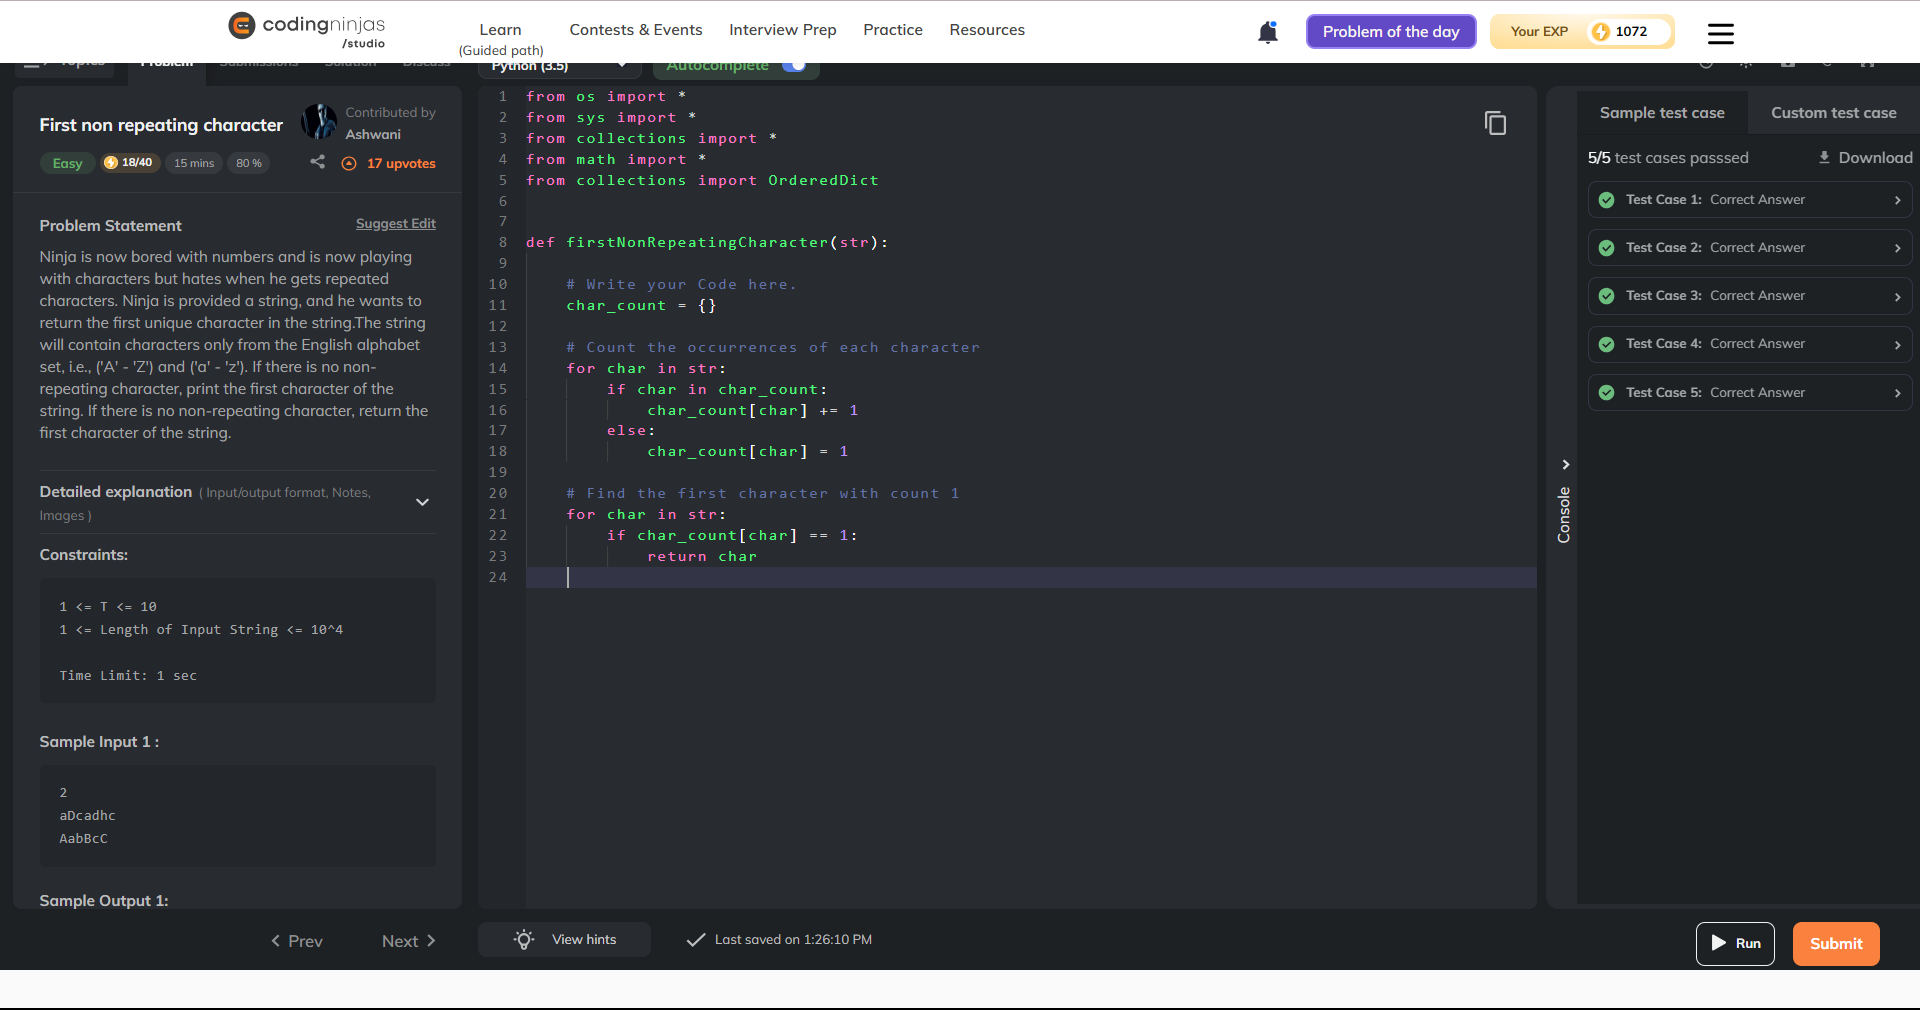 codingninjas
/studio
Learn
(Guided path)
Contests & Events
Interview Prep
Practice
Resources
Problem of the day
Your EXP
1072
Topics
Problem
Submissions
Solution
Discuss
Python (3.5)
Autocomplete
First non repeating character
Contributed by
Ashwani
Easy
18/40
15 mins
80 %
17 upvotes
Problem Statement
Suggest Edit
Ninja is now bored with numbers and is now playing
with characters but hates when he gets repeated
characters. Ninja is provided a string, and he wants to
return the first unique character in the string.The string
will contain characters only from the English alphabet
set, i.e., ('A' - 'Z') and ('a' - 'z'). If there is no non-
repeating character, print the first character of the
string. If there is no non-repeating character, return the
first character of the string.
Detailed explanation ( Input/output format, Notes,
Images )
Constraints:
1 <= T <= 10
1 <= Length of Input String <= 10^4
Time Limit: 1 sec
Sample Input 1 :
2
aDcadhc
AabBcC
Sample Output 1:
Prev
Next
1 from os import *
2 from sys import *
3 from collections import *
4 from math import *
5 from collections import OrderedDict
6
7
8 def firstNonRepeatingCharacter(str):
9
10 # Write your Code here.
11 char_count = {}
12
13 # Count the occurrences of each character
14 for char in str:
15 if char in char_count:
16 char_count[char] += 1
17 else:
18 char_count[char] = 1
19
20 # Find the first character with count 1
21 for char in str:
22 if char_count[char] == 1:
23 return char
24
View hints
Last saved on 1:26:10 PM
Console
Sample test case
Custom test case
5/5 test cases passsed
Download
Test Case 1: Correct Answer
Test Case 2: Correct Answer
Test Case 3: Correct Answer
Test Case 4: Correct Answer
Test Case 5: Correct Answer
Run
Submit